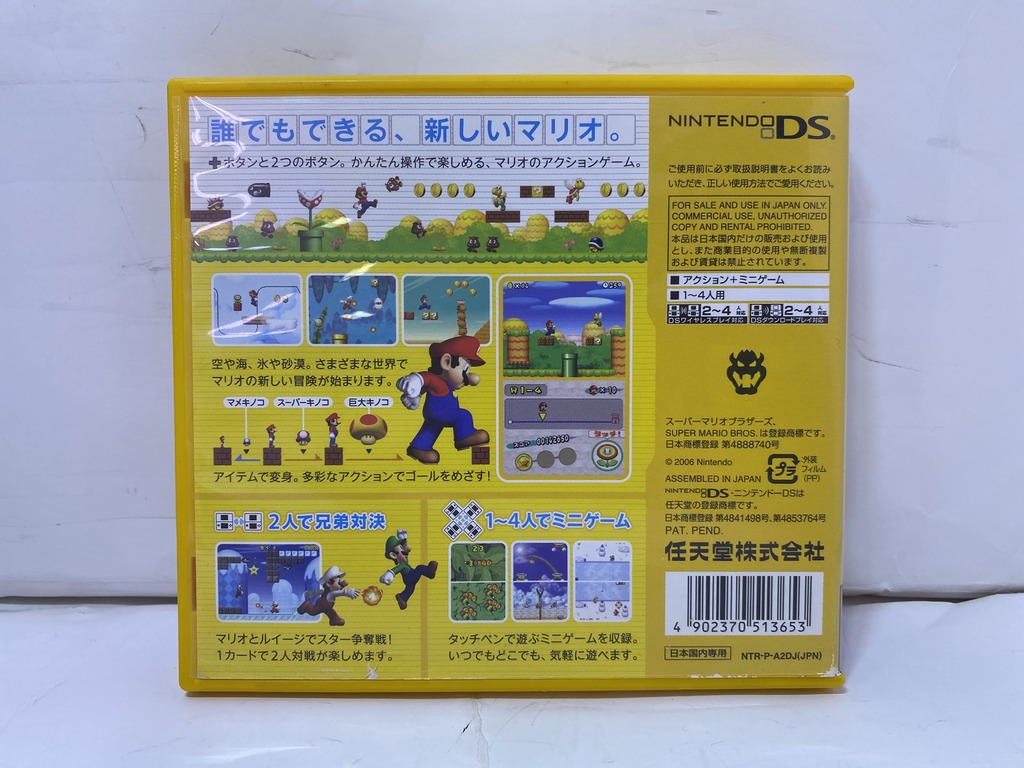 誰でもできる、新しいマリオ。
✚ボタンと2つのボタン。かんたん操作で楽しめる、マリオのアクションゲーム。
空や海、氷や砂漠。さまざまな世界で
マリオの新しい冒険が始まります。
マメキノコ
スーパーキノコ
巨大キノコ
アイテムで変身。多彩なアクションでゴールをめざす!
W1-4
スコア 00142650
タッチ!
2人で兄弟対決
マリオとルイージでスター争奪戦!
1カードで2人対戦が楽しめます。
1~4人でミニゲーム
タッチペンで遊ぶミニゲームを収録。
いつでもどこでも、気軽に遊べます。
NINTENDO DS
ご使用前に必ず取扱説明書をよくお読み
いただき、正しい使用方法でご愛用ください。
FOR SALE AND USE IN JAPAN ONLY.
COMMERCIAL USE, UNAUTHORIZED
COPY AND RENTAL PROHIBITED.
本品は日本国内だけの販売および使用
とし、また商業目的の使用や無断複製
および賃貸は禁止されています。
■ アクション+ミニゲーム
■ 1~4人用
2~4人対応
DSワイヤレスプレイ対応
2~4人対応
DSダウンロードプレイ対応
スーパーマリオブラザーズ、
SUPER MARIO BROS. は登録商標です。
日本商標登録 第4888740号
© 2006 Nintendo
ASSEMBLED IN JAPAN
プラ
:外装
フィルム
(PP)
NINTENDO DS・ニンテンドーDSは
任天堂の登録商標です。
日本商標登録 第4841498号、第4853764号
PAT. PEND.
任天堂株式会社
4 902370 513653
日本国内専用
NTR-P-A2DJ(JPN)